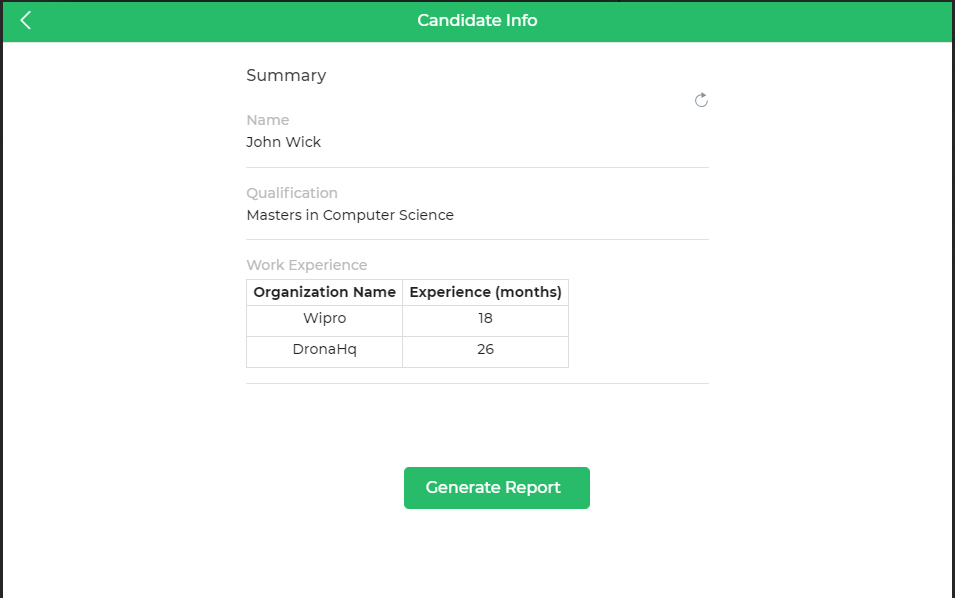 Candidate Info
Summary
Name
John Wick
Qualification
Masters in Computer Science
Work Experience
Organization Name Experience (months)
Wipro 18
DronaHq 26
Generate Report